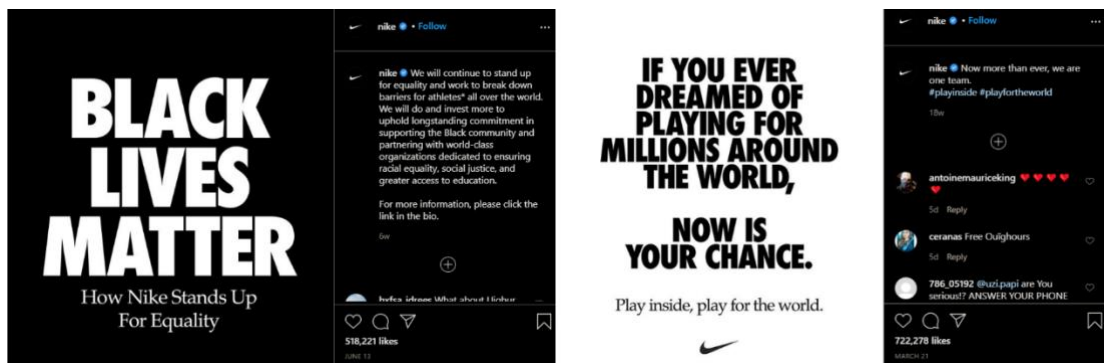 BLACK
LIVES
MATTER
How Nike Stands Up
For Equality
nike • Follow
nike We will continue to stand up
for equality and work to break down
barriers for athletes* all over the world.
We will do and invest more to
uphold longstanding commitment in
supporting the Black community and
partnering with world-class
organizations dedicated to ensuring
racial equality, social justice, and
greater access to education.
For more information, please click the
link in the bio.
6w
What about Uighur
518,221 likes
JUNE 13
IF YOU EVER
DREAMED OF
PLAYING FOR
MILLIONS AROUND
THE WORLD,
NOW IS
YOUR CHANCE.
Play inside, play for the world.
nike • Follow
nike Now more than ever, we are
one team.
#playinside #playfortheworld
18w
antoinemauriceking ♥ ♥ ♥ ♥
♥
5d Reply
ceranas Free Ouïghours
5d Reply
786_05192 @uzi.papi are You
serious!? ANSWER YOUR PHONE
722,278 likes
MARCH 21